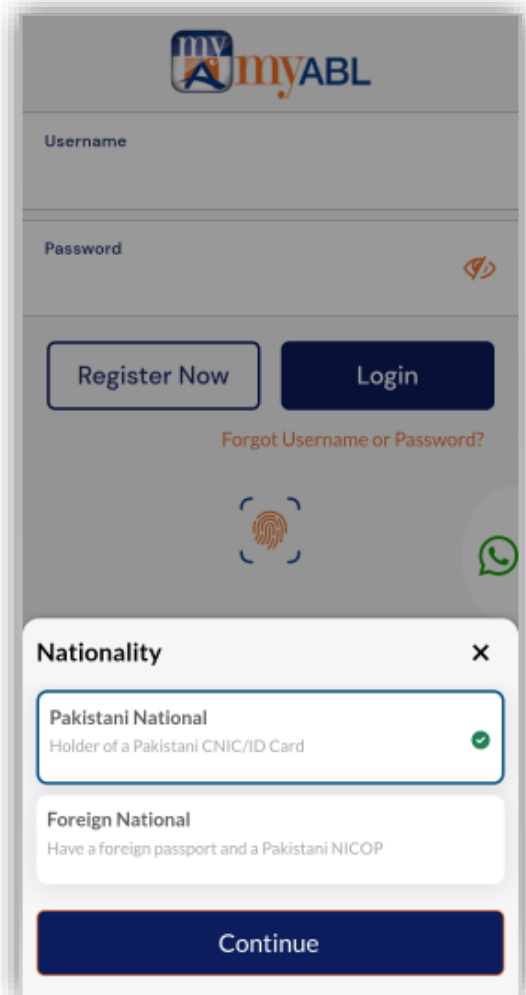 my myABL
Username
Password
Register Now
Login
Forgot Username or Password?
Nationality
Pakistani National
Holder of a Pakistani CNIC/ID Card
Foreign National
Have a foreign passport and a Pakistani NICOP
Continue